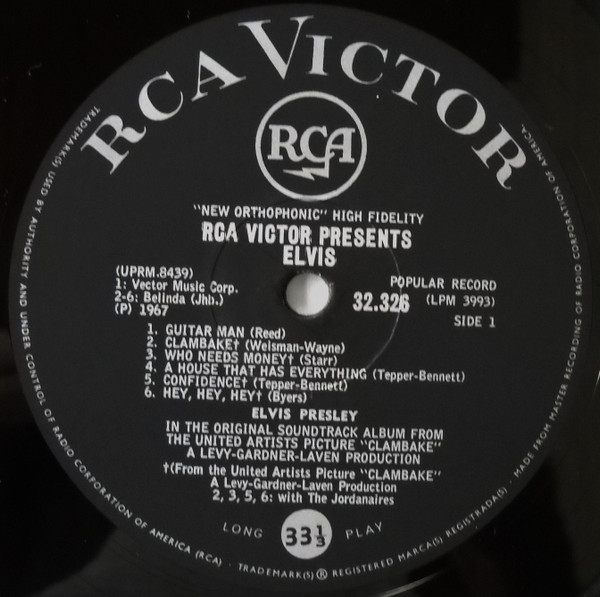 RCA VICTOR
RCA
"NEW ORTHOPHONIC" HIGH FIDELITY
RCA VICTOR PRESENTS
ELVIS
(UPRM.8439)
1: Vector Music Corp.
2-6: Belinda (Jhb.)
(P) 1967
POPULAR RECORD
32.326 (LPM 3993)
SIDE 1
1. GUITAR MAN (Reed)
2. CLAMBAKE† (Weisman-Wayne)
3. WHO NEEDS MONEY† (Starr)
4. A HOUSE THAT HAS EVERYTHING (Tepper-Bennett)
5. CONFIDENCE† (Tepper-Bennett)
6. HEY, HEY, HEY† (Byers)
ELVIS PRESLEY
IN THE ORIGINAL SOUNDTRACK ALBUM FROM
THE UNITED ARTISTS PICTURE "CLAMBAKE"
A LEVY-GARDNER-LAVEN PRODUCTION
†(From the United Artists Picture "CLAMBAKE"
A Levy-Gardner-Laven Production
2, 3, 5, 6: with The Jordanaires
LONG 33⅓ PLAY
TRADEMARK(S) USED BY AUTHORITY AND UNDER CONTROL OF RADIO CORPORATION OF AMERICA (RCA) · TRADEMARK(S) ® REGISTERED MARCA(S) REGISTRADA(S) · MADE FROM MASTER RECORDING OF RADIO CORPORATION OF AMERICA.